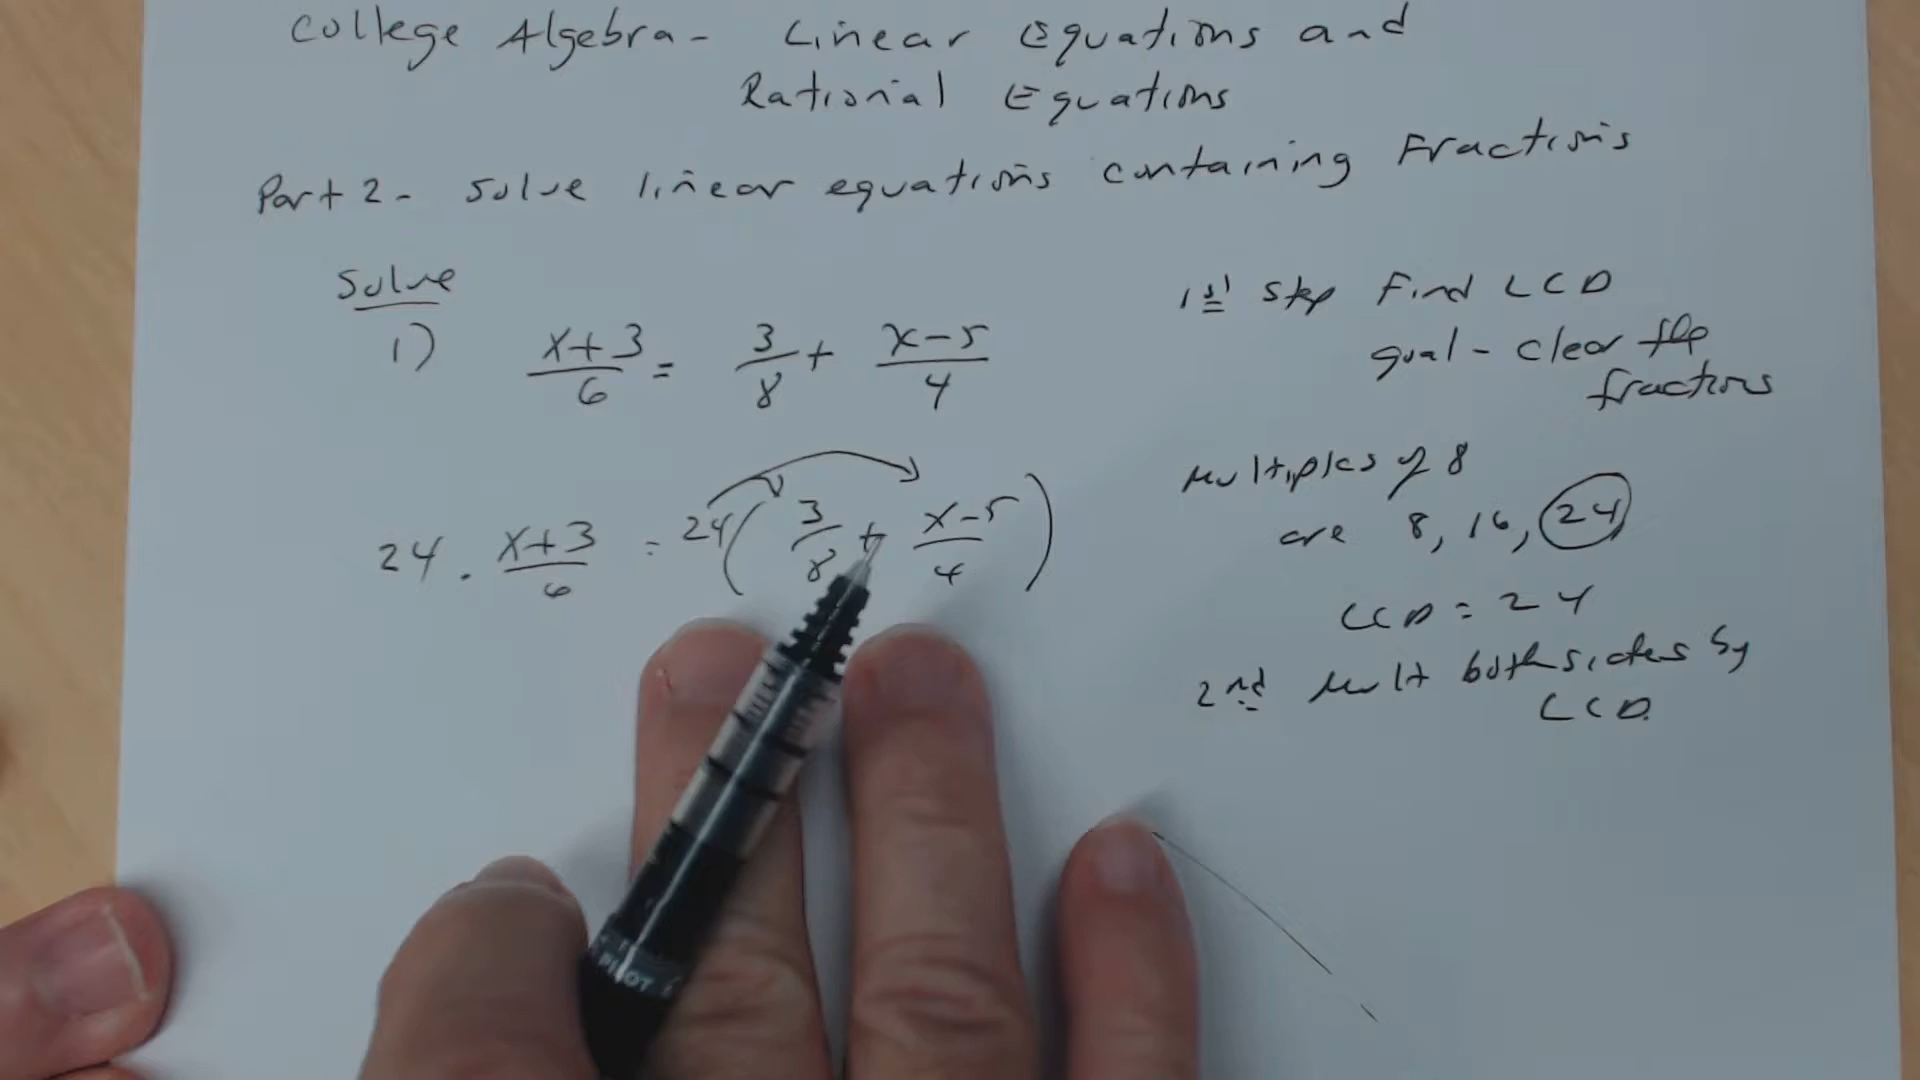 College Algebra - Linear Equations and
Rational Equations
Part 2 - Solve linear equations containing Fractions
Solve
1) x+3/6 = 3/8 + x-5/4
24 . x+3/6 = 24( 3/8 + x-5/4 )
1st step Find LCD
goal - clear
fractions
Multiples of 8
are 8, 16, 24
LCD = 24
2nd Mult both sides by
LCD.
PILOT